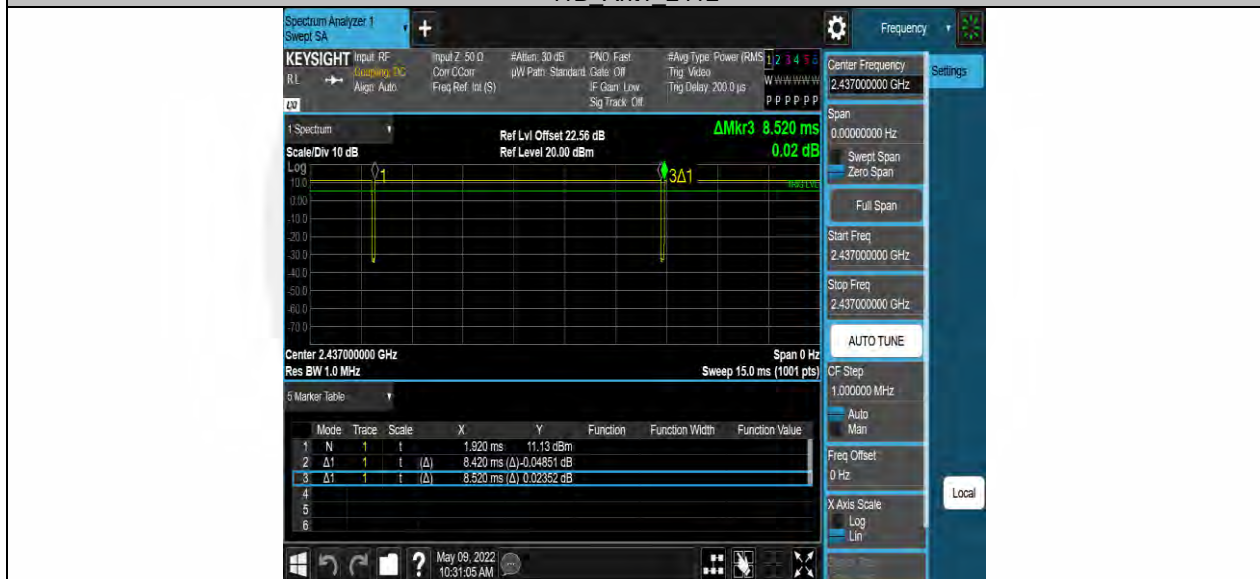 Spectrum Analyzer 1
Swept SA
+
Frequency
KEYSIGHT
Input: RF
Coupling: DC
Align: Auto
Input Z: 50 Ω
Corr CCorr
Freq Ref: Int (S)
#Atten: 30 dB
µW Path: Standard
PNO: Fast
Gate: Off
IF Gain: Low
Sig Track: Off
#Avg Type: Power (RMS
Trig: Video
Trig Delay: 200.0 µs
1 2 3 4 5 6
W W W W W W
P P P P P P
RL
LXI
Center Frequency
2.437000000 GHz
Settings
Span
0.00000000 Hz
Swept Span
Zero Span
Full Span
Start Freq
2.437000000 GHz
Stop Freq
2.437000000 GHz
AUTO TUNE
CF Step
1.000000 MHz
Auto
Man
Freq Offset
0 Hz
X Axis Scale
Log
Lin
Local
1 Spectrum
Scale/Div 10 dB
Ref Lvl Offset 22.56 dB
Ref Level 20.00 dBm
ΔMkr3 8.520 ms
0.02 dB
Log
10.0
0.00
-10.0
-20.0
-30.0
-40.0
-50.0
-60.0
-70.0
1
3Δ1
TRIG LVL
Center 2.437000000 GHz
Span 0 Hz
Res BW 1.0 MHz
Sweep 15.0 ms (1001 pts)
5 Marker Table
Mode Trace Scale X Y Function Function Width Function Value
1 N 1 t 1.920 ms 11.13 dBm
2 Δ1 1 t (Δ) 8.420 ms (Δ) -0.04851 dB
3 Δ1 1 t (Δ) 8.520 ms (Δ) 0.02352 dB
4
5
6
?
May 09, 2022
10:31:05 AM